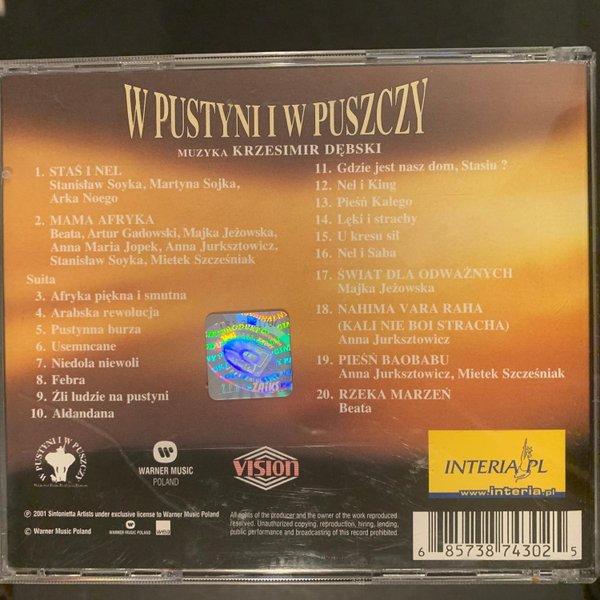 W PUSTYNI I W PUSZCZY
MUZYKA KRZESIMIR DĘBSKI
1. STAŚ I NEL
Stanisław Soyka, Martyna Sojka,
Arka Noego
2. MAMA AFRYKA
Beata, Artur Gadowski, Majka Jeżowska,
Anna Maria Jopek, Anna Jurksztowicz,
Stanisław Soyka, Mietek Szcześniak
Suita
3. Afryka piękna i smutna
4. Arabska rewolucja
5. Pustynna burza
6. Usemncane
7. Niedola niewoli
8. Febra
9. Źli ludzie na pustyni
10. Aldandana
11. Gdzie jest nasz dom, Stasiu ?
12. Nel i King
13. Pieśń Kalego
14. Lęki i strachy
15. U kresu sił
16. Nel i Saba
17. ŚWIAT DLA ODWAŻNYCH
Majka Jeżowska
18. NAHIMA VARA RAHA
(KALI NIE BOI STRACHA)
Anna Jurksztowicz
19. PIEŚŃ BAOBABU
Anna Jurksztowicz, Mietek Szcześniak
20. RZEKA MARZEŃ
Beata
ZAIKS
W PUSTYNI I W PUSZCZY
WARNER MUSIC
POLAND
VISION
INTERIA.PL
www.interia.pl
℗ 2001 Sinfonietta Artists under exclusive license to Warner Music Poland
© Warner Music Poland
WARNER MUSIC POLAND
All rights of the producer and the owner of the work reproduced
reserved. Unauthorized copying, reproduction, hiring, lending,
public performance and broadcasting of this record prohibited.
6 85738 74302 5